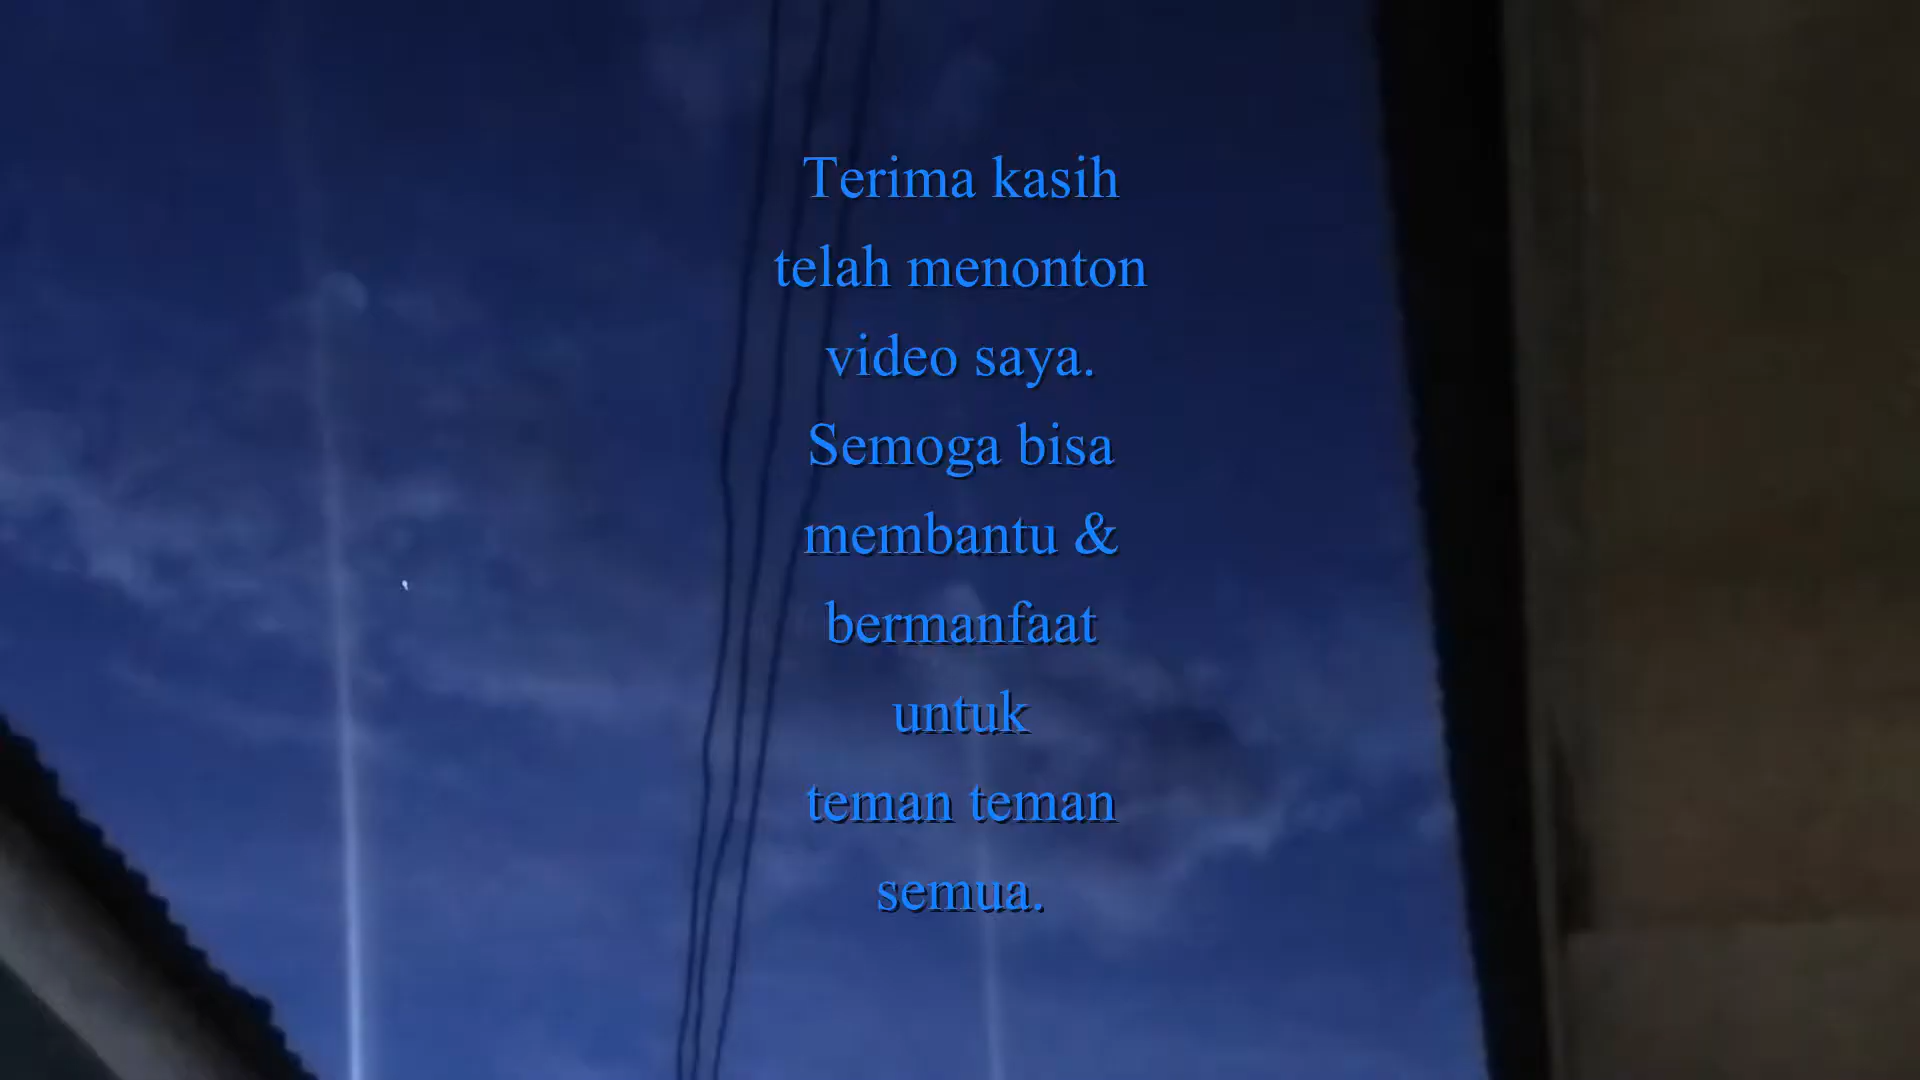 Terima kasih
telah menonton
video saya.
Semoga bisa
membantu &
bermanfaat
untuk
teman teman
semua.